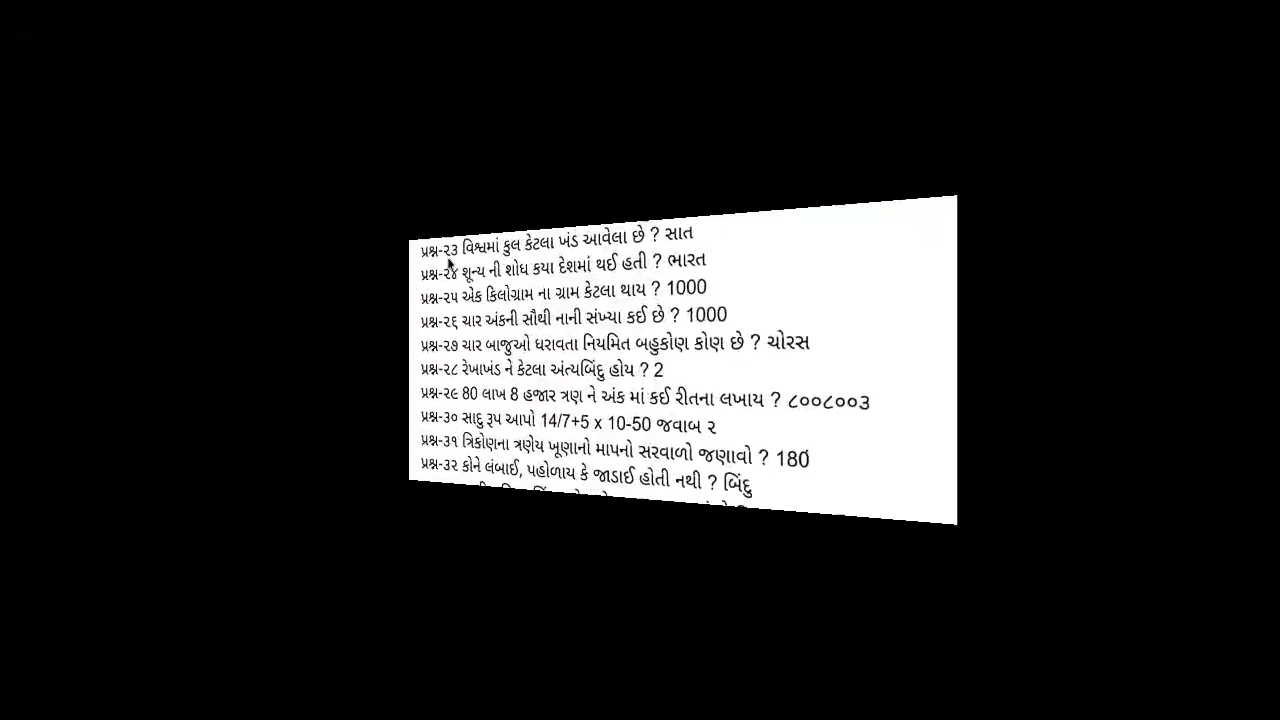 પ્રશ્ન-૨૩ વિશ્વમાં કુલ કેટલા ખંડ આવેલા છે ? સાત
પ્રશ્ન-૨૪ શૂન્ય ની શોધ કયા દેશમાં થઈ હતી ? ભારત
પ્રશ્ન-૨૫ એક કિલોગ્રામ ના ગ્રામ કેટલા થાય ? 1000
પ્રશ્ન-૨૬ ચાર અંકની સૌથી નાની સંખ્યા કઈ છે ? 1000
પ્રશ્ન-૨૭ ચાર બાજુઓ ધરાવતા નિયમિત બહુકોણ કોણ છે ? ચોરસ
પ્રશ્ન-૨૮ રેખાખંડ ને કેટલા અંત્યબિંદુ હોય ? 2
પ્રશ્ન-૨૯ 80 લાખ 8 હજાર ત્રણ ને અંક માં કઈ રીતના લખાય ? ૮૦૦૮૦૦૩
પ્રશ્ન-૩૦ સાદુ રૂપ આપો 14/7+5 x 10-50 જવાબ ૨
પ્રશ્ન-૩૧ ત્રિકોણના ત્રણેય ખૂણાનો માપનો સરવાળો જણાવો ? 180
પ્રશ્ન-૩૨ કોને લંબાઈ, પહોળાય કે જાડાઈ હોતી નથી ? બિંદુ